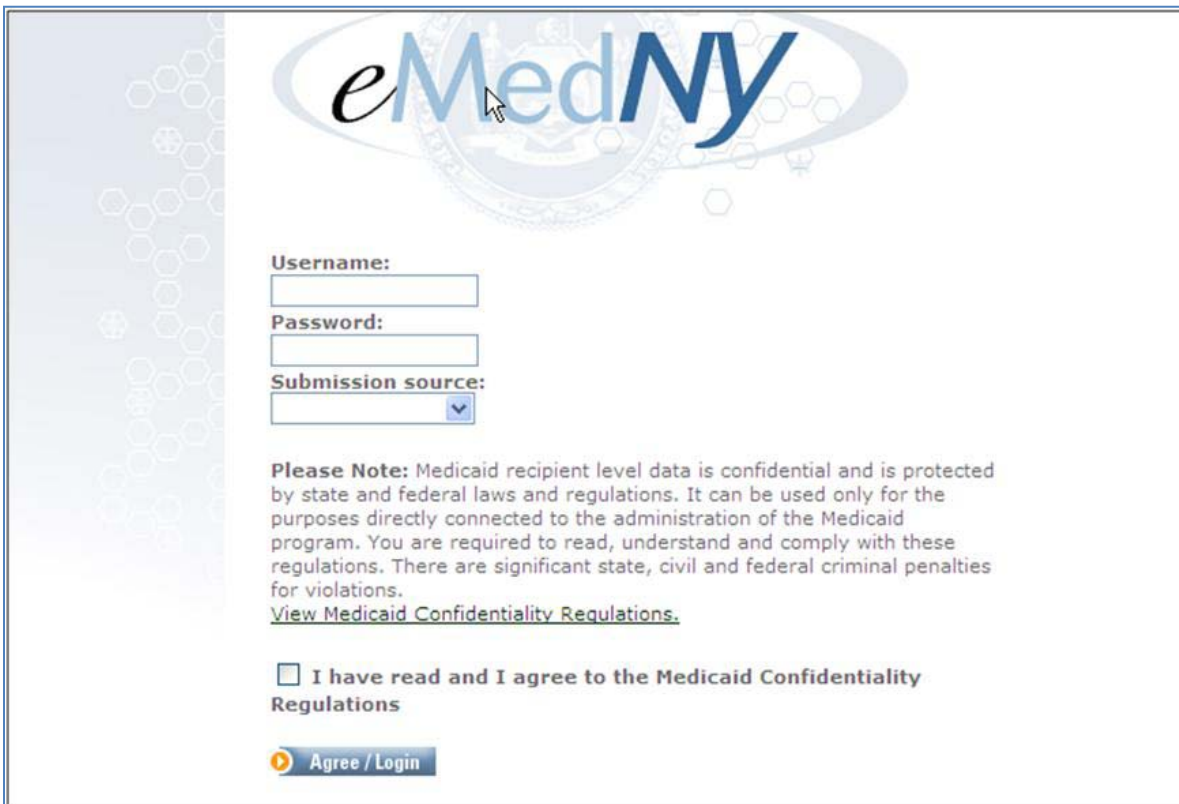 eMedNY
Username:
Password:
Submission source:
Please Note: Medicaid recipient level data is confidential and is protected
by state and federal laws and regulations. It can be used only for the
purposes directly connected to the administration of the Medicaid
program. You are required to read, understand and comply with these
regulations. There are significant state, civil and federal criminal penalties
for violations.
View Medicaid Confidentiality Regulations.
I have read and I agree to the Medicaid Confidentiality
Regulations
Agree / Login